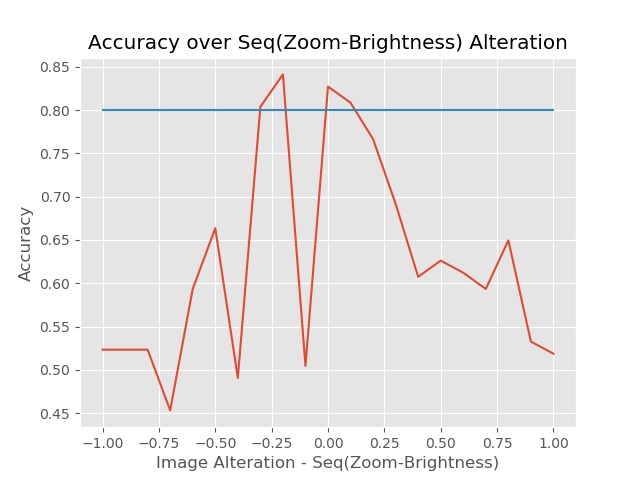 Accuracy over Seq(Zoom-Brightness) Alteration
0.85
0.80
0.75
0.70
0.65
0.60
0.55
0.50
0.45
Accuracy
−1.00 −0.75 −0.50 −0.25 0.00 0.25 0.50 0.75 1.00
Image Alteration - Seq(Zoom-Brightness)